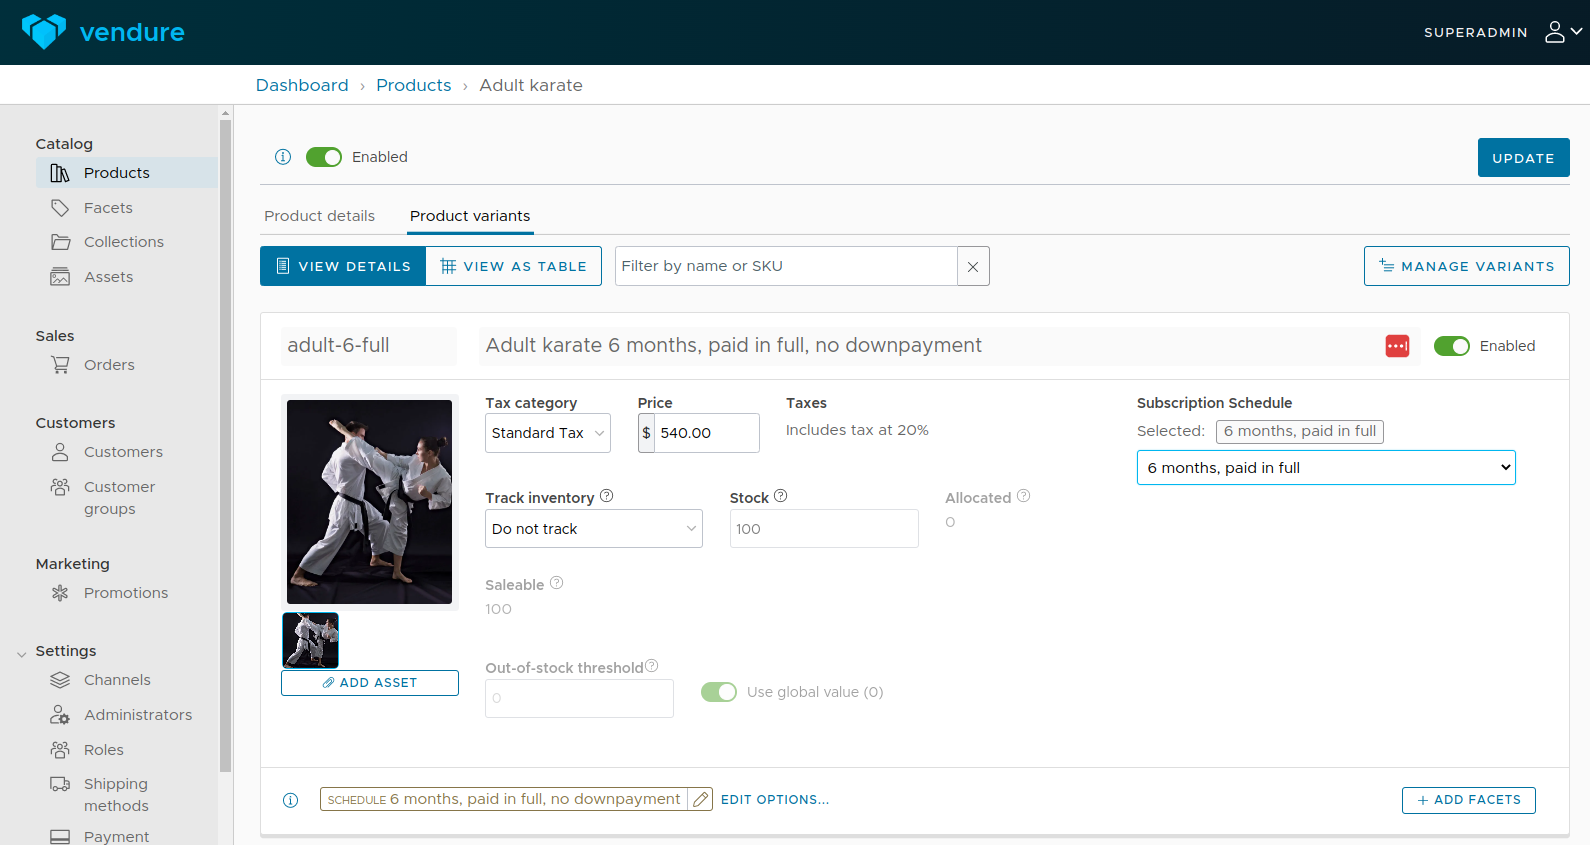 vendure
SUPERADMIN
Dashboard › Products › Adult karate
Catalog
Products
Facets
Collections
Assets
Sales
Orders
Customers
Customers
Customer
groups
Marketing
Promotions
Settings
Channels
Administrators
Roles
Shipping
methods
Payment
Enabled
UPDATE
Product details
Product variants
VIEW DETAILS
VIEW AS TABLE
Filter by name or SKU
MANAGE VARIANTS
adult-6-full
Adult karate 6 months, paid in full, no downpayment
Enabled
Tax category
Standard Tax
Price
$ 540.00
Taxes
Includes tax at 20%
Subscription Schedule
Selected: 6 months, paid in full
6 months, paid in full
Track inventory
Do not track
Stock
100
Allocated
0
Saleable
100
Out-of-stock threshold
0
Use global value (0)
ADD ASSET
SCHEDULE 6 months, paid in full, no downpayment
EDIT OPTIONS...
+ ADD FACETS